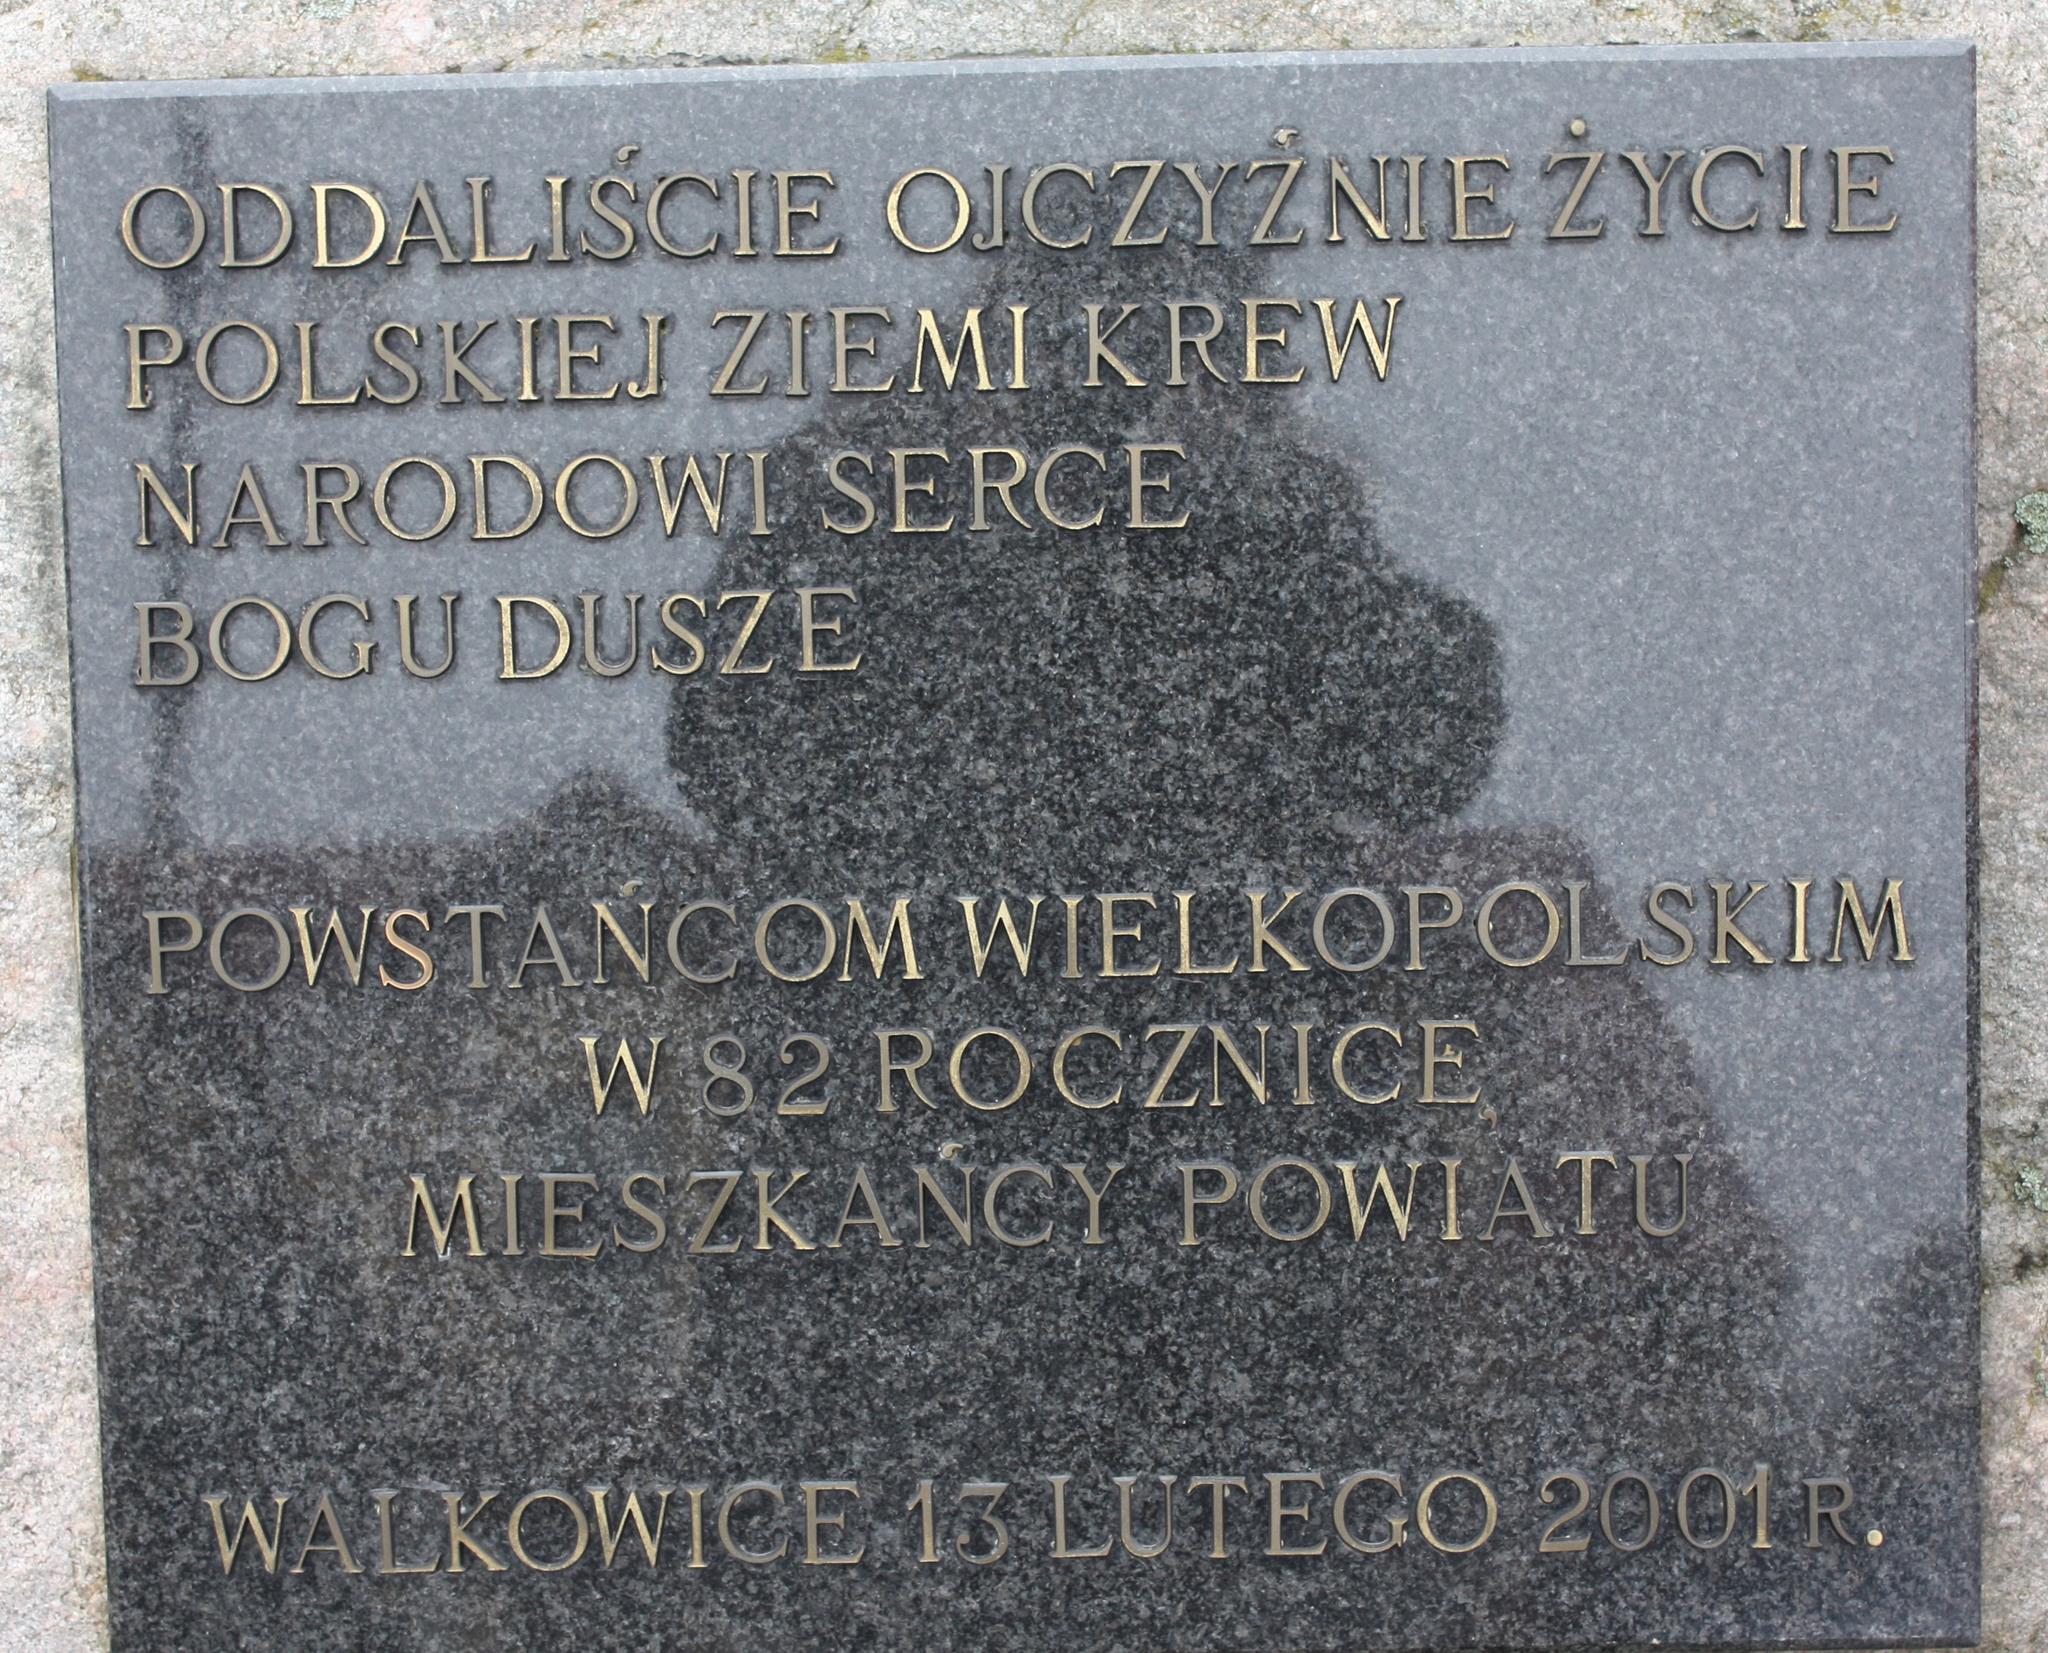 ODDALIŚCIE OJCZYŹNIE ŻYCIE
POLSKIEJ ZIEMI KREW
NARODOWI SERCE
BOGU DUSZE
POWSTAŃCOM WIELKOPOLSKIM
W 82 ROCZNICĘ
MIESZKAŃCY POWIATU
WALKOWICE 13 LUTEGO 2001 R.